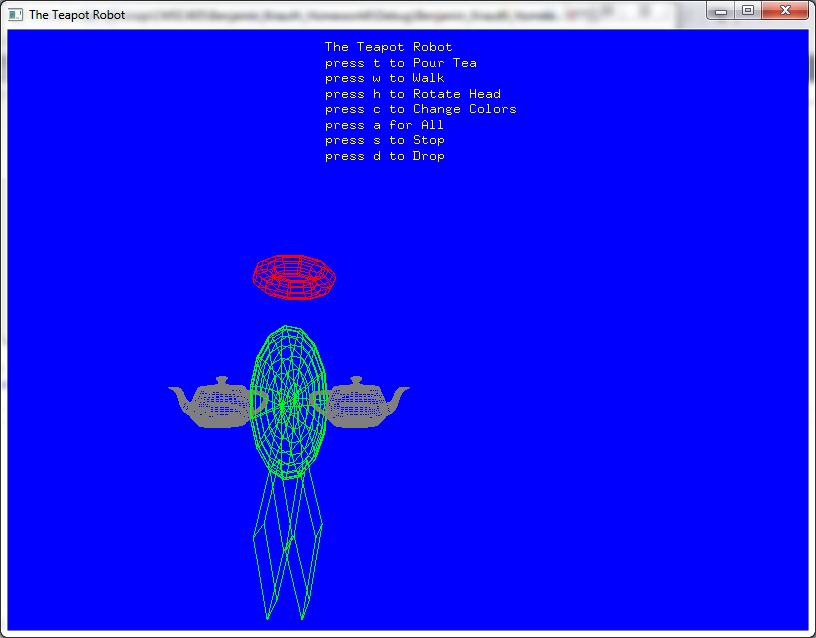 The Teapot Robot
The Teapot Robot
press t to Pour Tea
press w to Walk
press h to Rotate Head
press c to Change Colors
press a for All
press s to Stop
press d to Drop